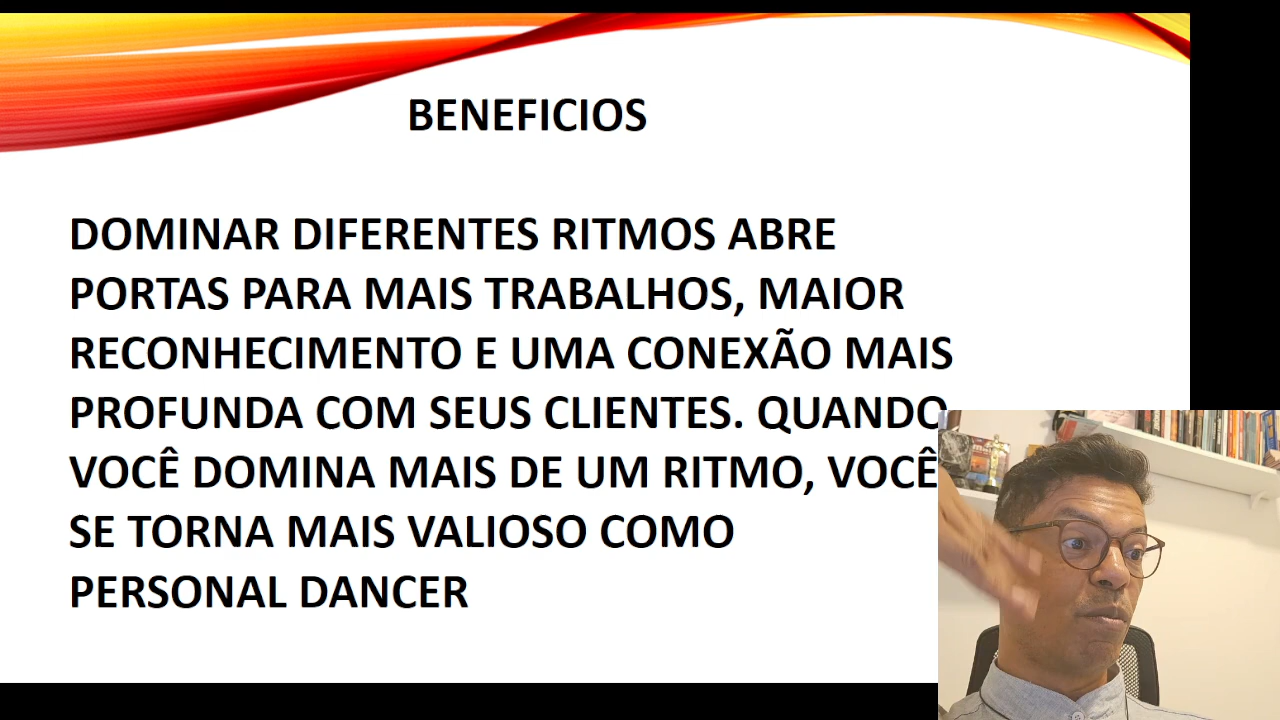 BENEFICIOS
DOMINAR DIFERENTES RITMOS ABRE
PORTAS PARA MAIS TRABALHOS, MAIOR
RECONHECIMENTO E UMA CONEXÃO MAIS
PROFUNDA COM SEUS CLIENTES. QUANDO
VOCÊ DOMINA MAIS DE UM RITMO, VOCÊ
SE TORNA MAIS VALIOSO COMO
PERSONAL DANCER